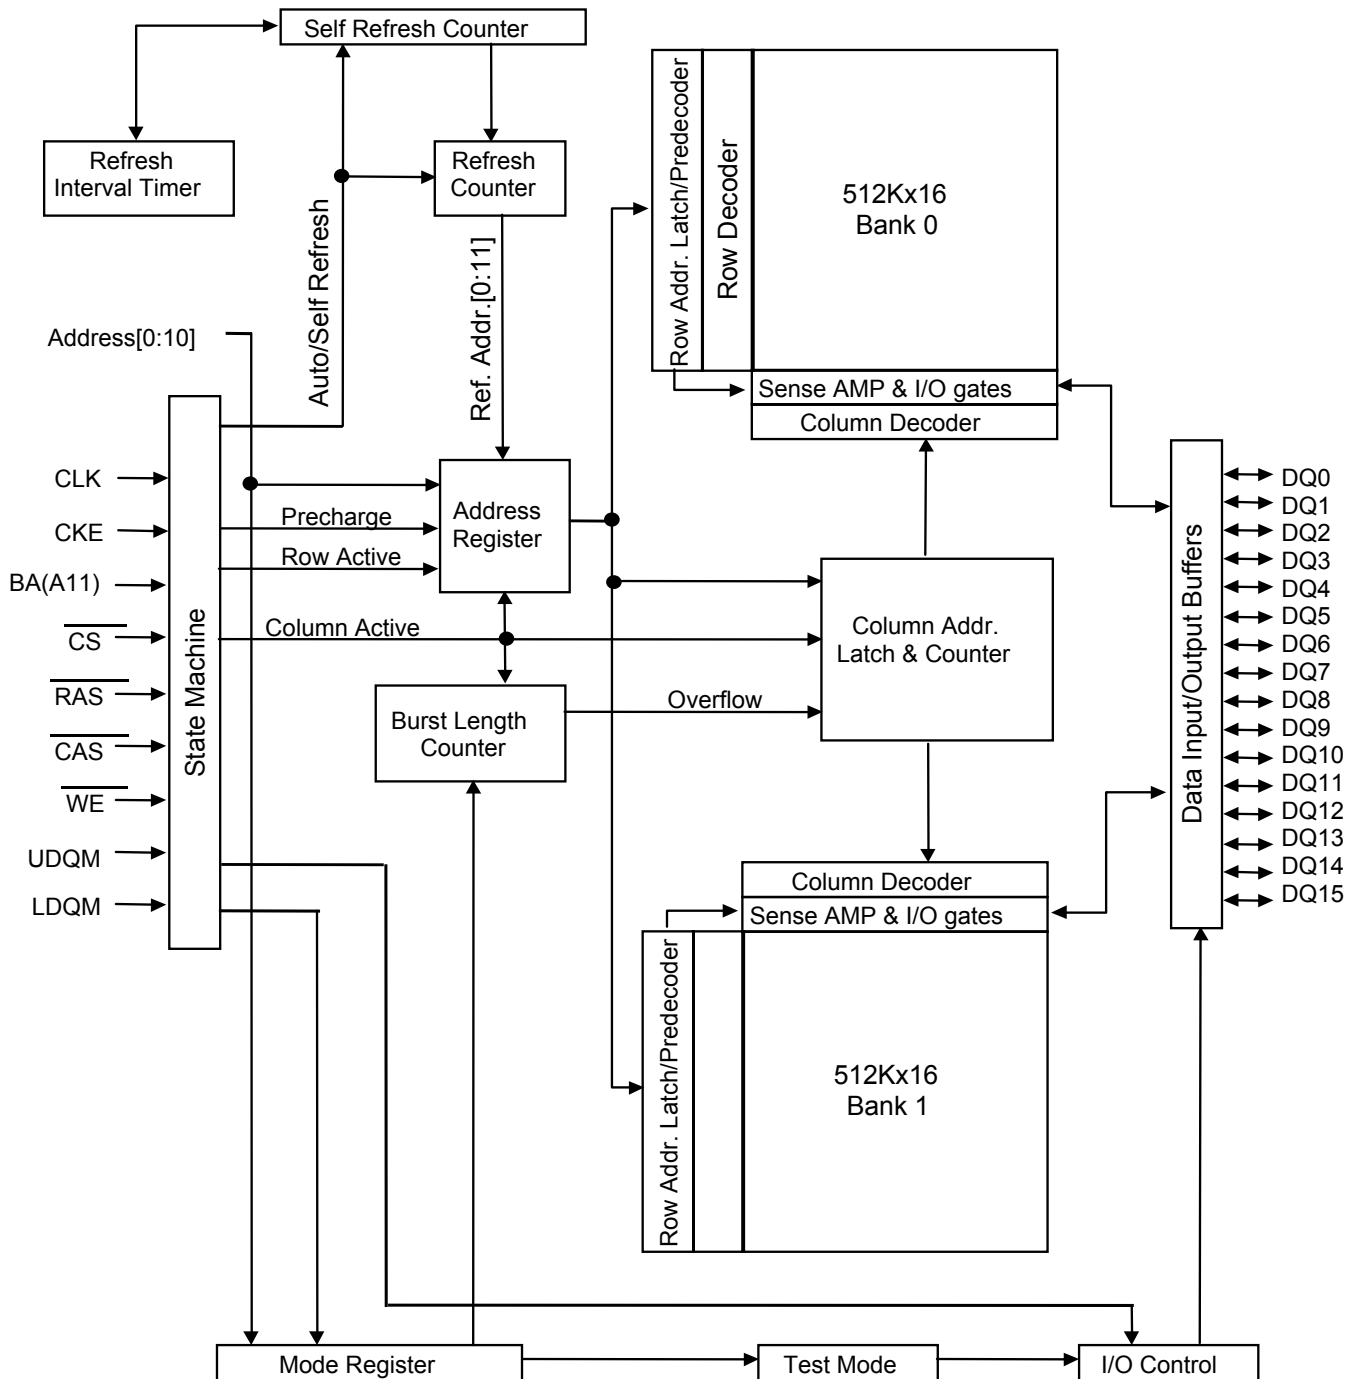 Self Refresh Counter
Refresh
Interval Timer
Refresh
Counter
Auto/Self Refresh
Ref. Addr.[0:11]
Row Addr. Latch/Predecoder
Row Decoder
512Kx16
Bank 0
Sense AMP & I/O gates
Column Decoder
Address[0:10]
CLK
CKE
BA(A11)
CS
RAS
CAS
WE
UDQM
LDQM
State Machine
Precharge
Row Active
Column Active
Address
Register
Burst Length
Counter
Overflow
Column Addr.
Latch & Counter
Data Input/Output Buffers
DQ0
DQ1
DQ2
DQ3
DQ4
DQ5
DQ6
DQ7
DQ8
DQ9
DQ10
DQ11
DQ12
DQ13
DQ14
DQ15
Column Decoder
Sense AMP & I/O gates
Row Addr. Latch/Predecoder
512Kx16
Bank 1
Mode Register
Test Mode
I/O Control